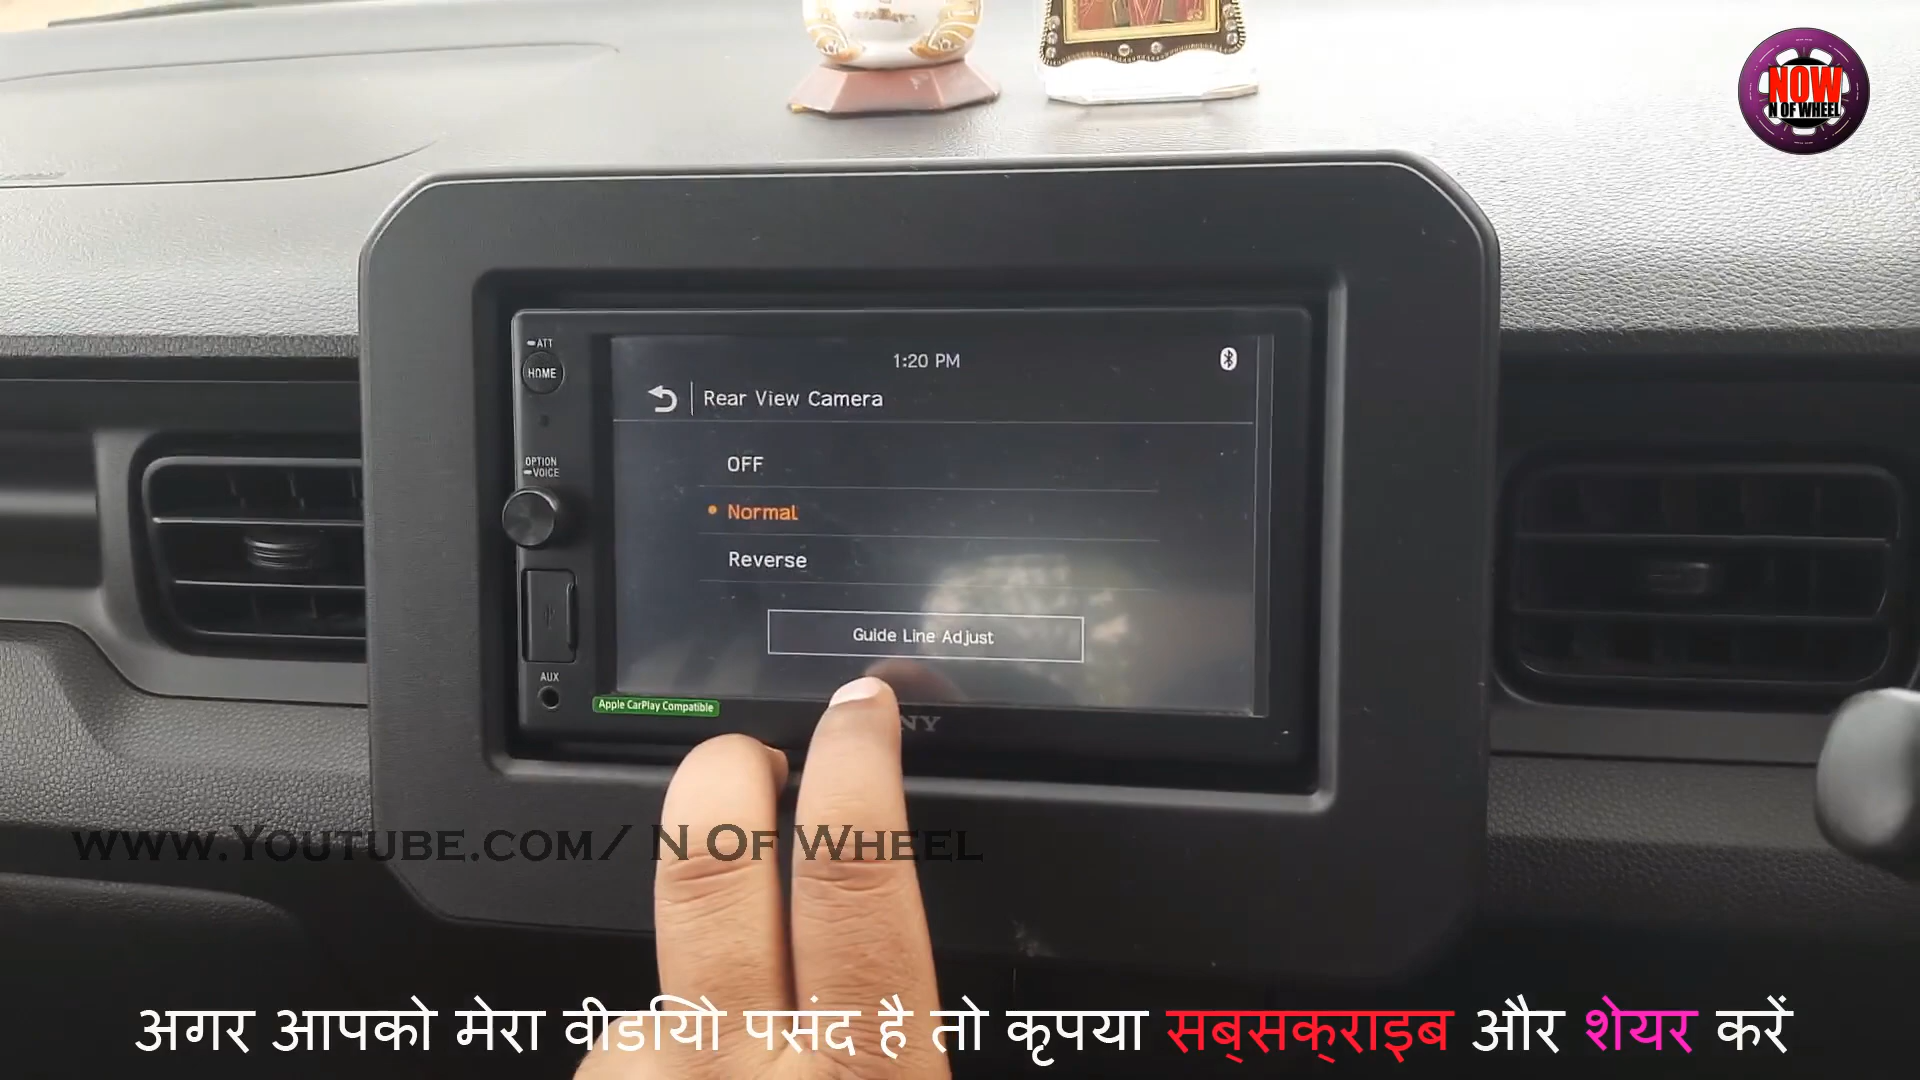 NOW
N OF WHEEL
ATT
HOME
1:20 PM
Rear View Camera
OFF
OPTION
VOICE
Normal
Reverse
Guide Line Adjust
AUX
Apple CarPlay Compatible
NY
www.Youtube.com/ N Of Wheel
अगर आपको मेरा वीडियो पसंद है तो कृपया सब्सक्राइब और शेयर करें